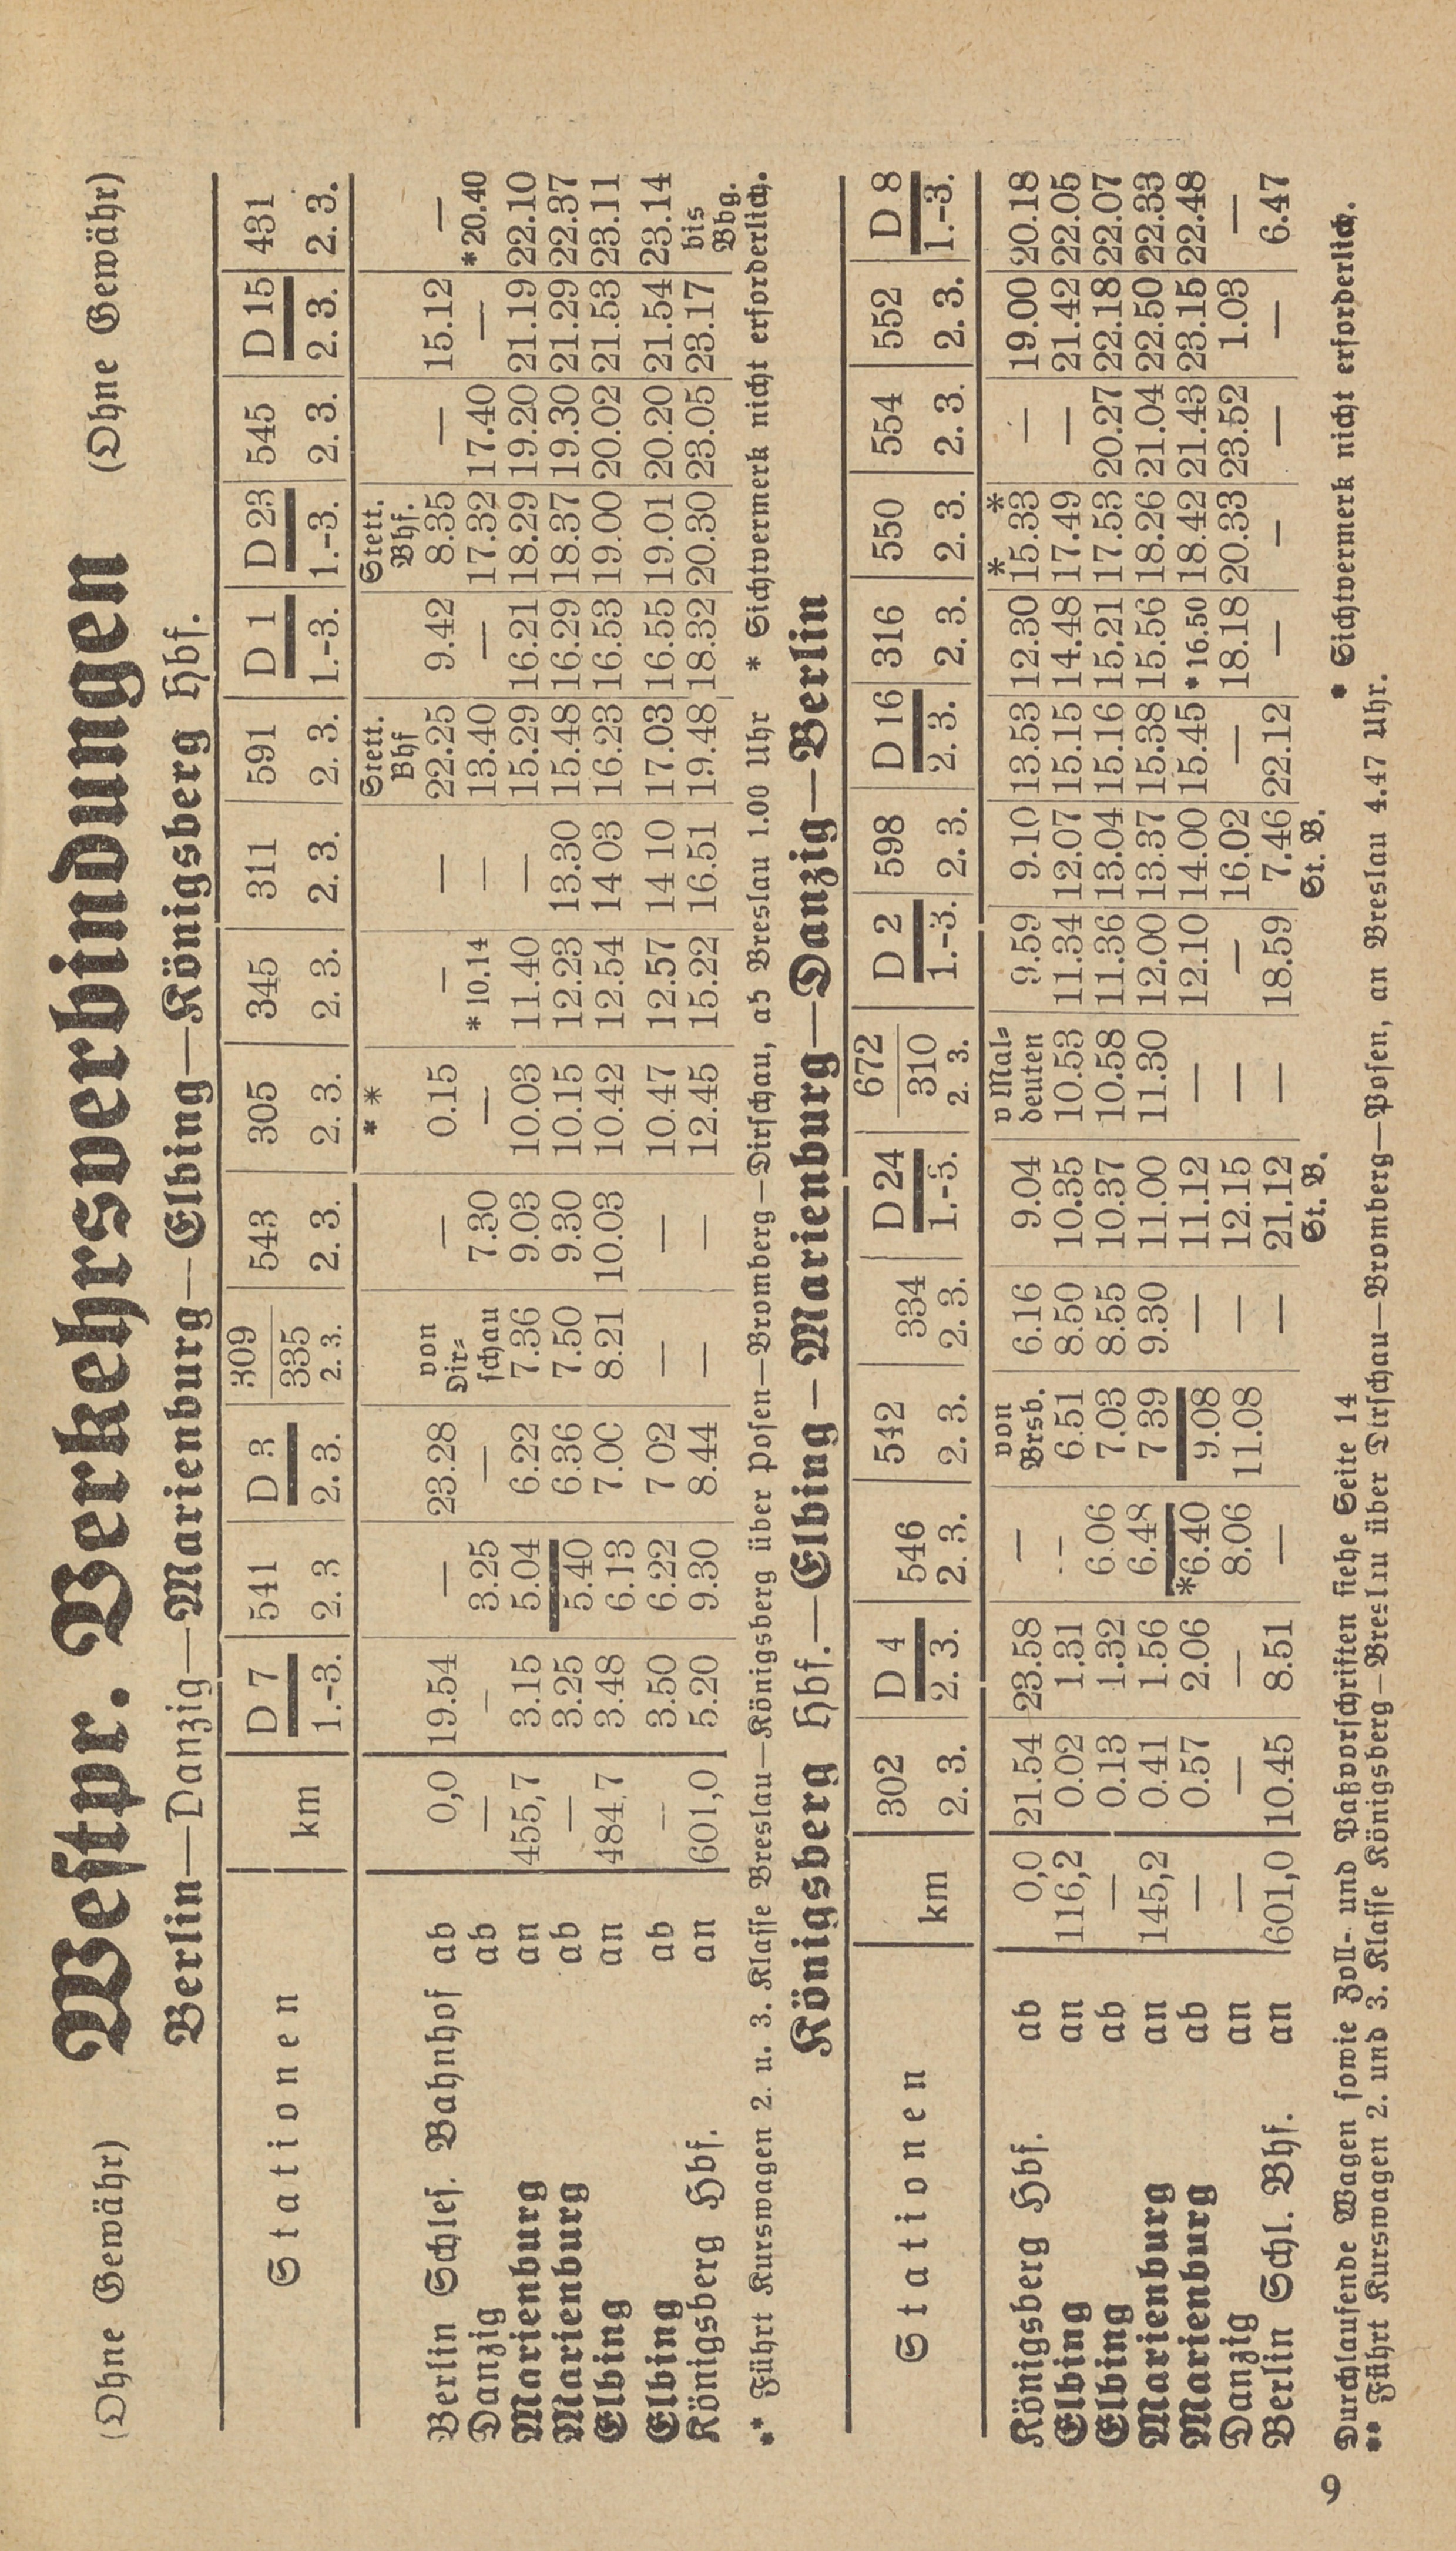 (Ohne Gewähr) Westpr. Verkehrsverbindungen (Ohne Gewähr)
Berlin—Danzig—Marienburg—Elbing—Königsberg Hbf.
Stationen | km | D 7 1.-3. | 541 2. 3 | D 3 2. 3. | 309 335 2. 3. | 543 2. 3. | 305 2. 3. | 345 2. 3. | 311 2. 3. | 591 2. 3. | D 1 1.-3. | D 23 1.-3. | 545 2. 3. | D 15 2. 3. | 431 2. 3.
** Stett. Bhf Stett. Bhf.
Berlin Schles. Bahnhof ab | 0,0 | 19.54 | — | 23.28 | von | — | 0.15 | — | — | 22.25 | 9.42 | 8.35 | — | 15.12 | —
Danzig ab | — | — | 3.25 | — | Dir=schau | 7.30 | — | *10.14 | — | 13.40 | — | 17.32 | 17.40 | — | *20.40
Marienburg an | 455,7 | 3.15 | 5.04 | 6.22 | 7.36 | 9.03 | 10.03 | 11.40 | — | 15.29 | 16.21 | 18.29 | 19.20 | 21.19 | 22.10
Marienburg ab | — | 3.25 | 5.40 | 6.36 | 7.50 | 9.30 | 10.15 | 12.23 | 13.30 | 15.48 | 16.29 | 18.37 | 19.30 | 21.29 | 22.37
Elbing an | 484,7 | 3.48 | 6.13 | 7.00 | 8.21 | 10.03 | 10.42 | 12.54 | 14 03 | 16.23 | 16.53 | 19.00 | 20.02 | 21.53 | 23.11
Elbing ab | — | 3.50 | 6.22 | 7 02 | — | — | 10.47 | 12.57 | 14 10 | 17.03 | 16.55 | 19.01 | 20.20 | 21.54 | 23.14
Königsberg Hbf. an | 601,0 | 5.20 | 9.30 | 8.44 | — | — | 12.45 | 15.22 | 16.51 | 19.48 | 18.32 | 20.30 | 23.05 | 23.17 | bis Bbg.
** Führt Kurswagen 2. u. 3. Klasse Breslau—Königsberg über Posen—Bromberg—Dirschau, ab Breslau 1.00 Uhr * Sichtvermerk nicht erforderlich.
Königsberg Hbf.—Elbing—Marienburg—Danzig—Berlin
Stationen | km | 302 2. 3. | D 4 2. 3. | 546 2. 3. | 542 2. 3. | 334 2. 3. | D 24 1.-3. | 672 310 2. 3. | D 2 1.-3. | 598 2. 3. | D 16 2. 3. | 316 2. 3. | 550 2. 3. | 554 2. 3. | 552 2. 3. | D 8 1.-3.
Königsberg Hbf. ab | 0,0 | 21.54 | 23.58 | — | von Brsb. | 6.16 | 9.04 | v Mal=deuten | 9.59 | 9.10 | 13.53 | 12.30 | * 15.33 * | — | 19.00 | 20.18
Elbing an | 116,2 | 0.02 | 1.31 | — | 6.51 | 8.50 | 10.35 | 10.53 | 11.34 | 12.07 | 15.15 | 14.48 | 17.49 | — | 21.42 | 22.05
Elbing ab | — | 0.13 | 1.32 | 6.06 | 7.03 | 8.55 | 10.37 | 10.58 | 11.36 | 13.04 | 15.16 | 15.21 | 17.53 | 20.27 | 22.18 | 22.07
Marienburg an | 145,2 | 0.41 | 1.56 | 6.48 | 7 39 | 9.30 | 11.00 | 11.30 | 12.00 | 13.37 | 15.38 | 15.56 | 18.26 | 21.04 | 22.50 | 22.33
Marienburg ab | — | 0.57 | 2.06 | *6.40 | 9.08 | — | 11.12 | — | 12.10 | 14.00 | 15.45 | *16.50 | 18.42 | 21.43 | 23.15 | 22.48
Danzig an | — | — | — | 8.06 | 11.08 | — | 12.15 | — | — | 16.02 | — | 18.18 | 20.33 | 23.52 | 1.03 | —
Berlin Schl. Bhf. an | 601,0 | 10.45 | 8.51 | — | | — | 21.12 St. B. | — | 18.59 | 7.46 St. B. | 22.12 | — | — | — | — | 6.47
Durchlaufende Wagen sowie Zoll- und Paßvorschriften siehe Seite 14 * Sichtvermerk nicht erforderlich.
** Führt Kurswagen 2. und 3. Klasse Königsberg—Breslau über Dirschau—Bromberg—Posen, an Breslau 4.47 Uhr.
9